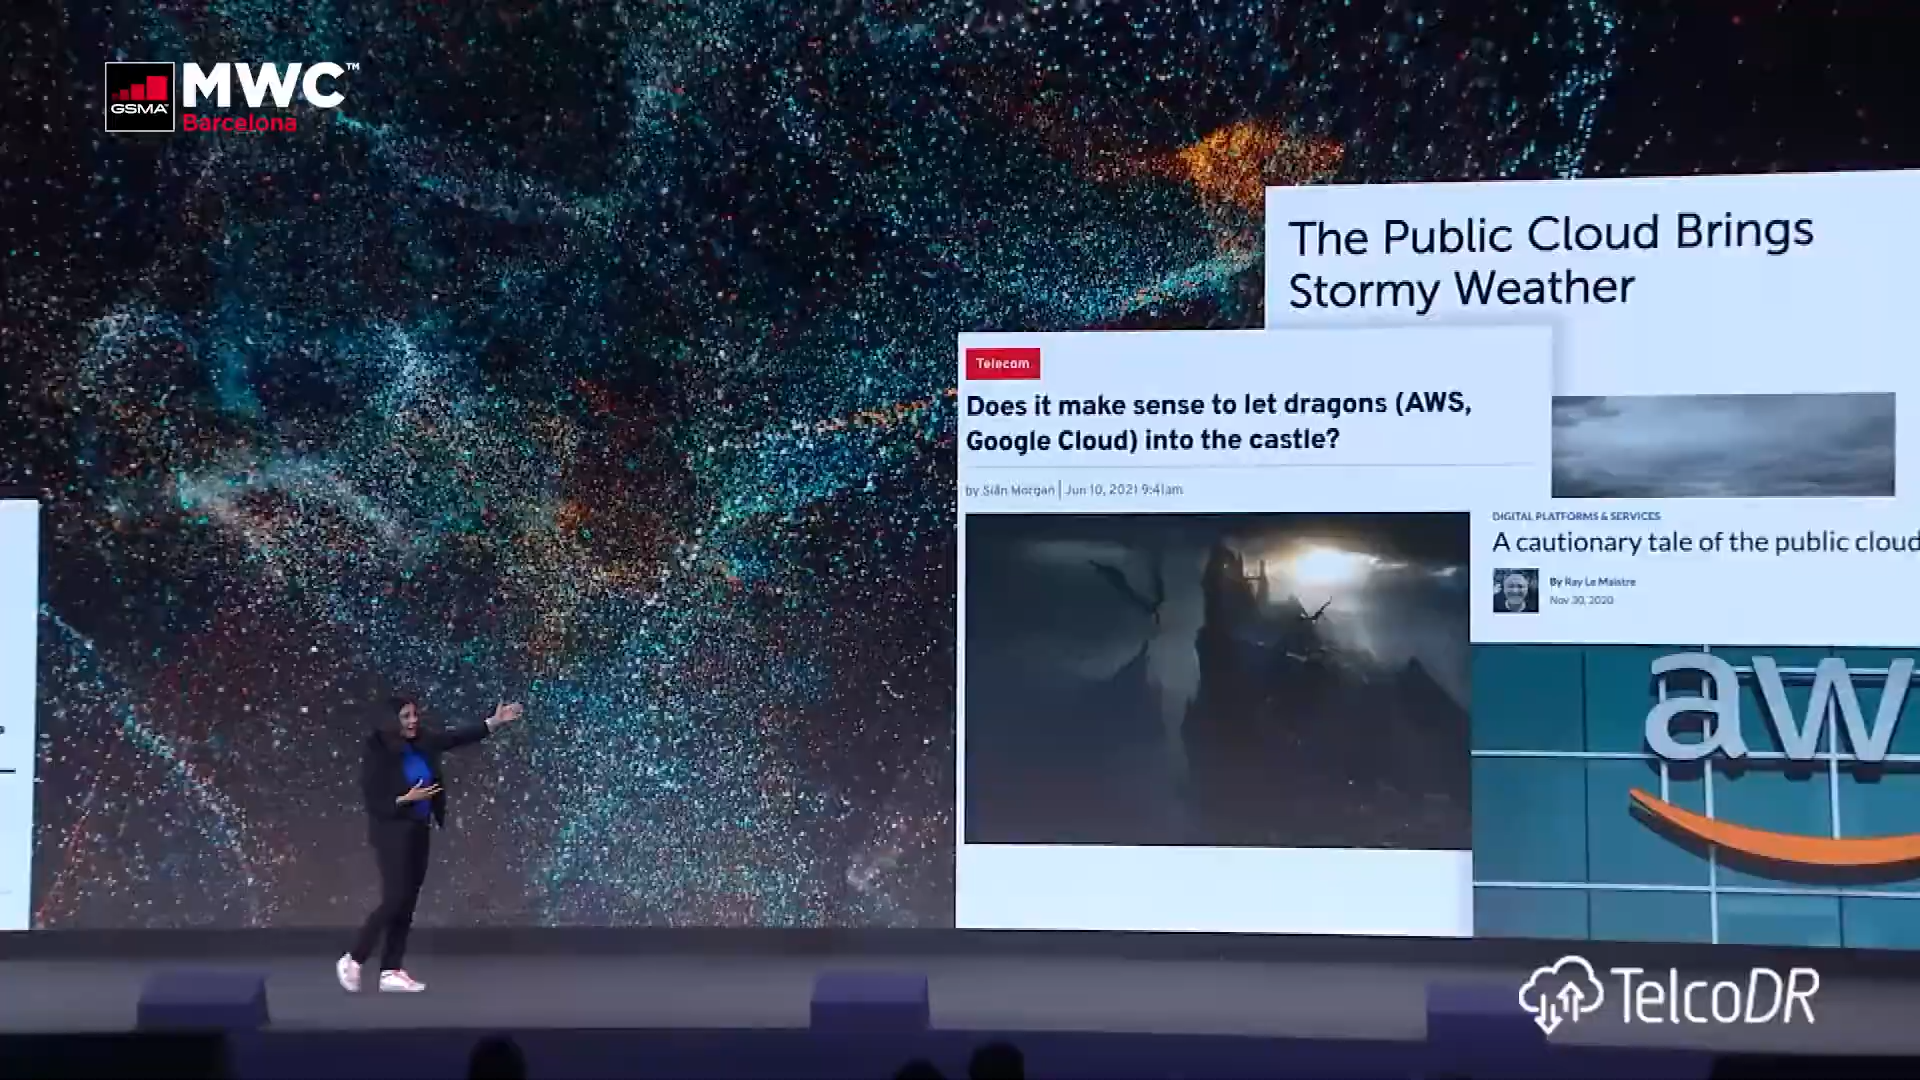 GSMA
MWC™
Barcelona
The Public Cloud Brings
Stormy Weather
Telecom
Does it make sense to let dragons (AWS,
Google Cloud) into the castle?
by Siân Morgan | Jun 10, 2021 9:41am
DIGITAL PLATFORMS & SERVICES
A cautionary tale of the public cloud
By Ray Le Maistre
Nov 30, 2020
aw
TelcoDR